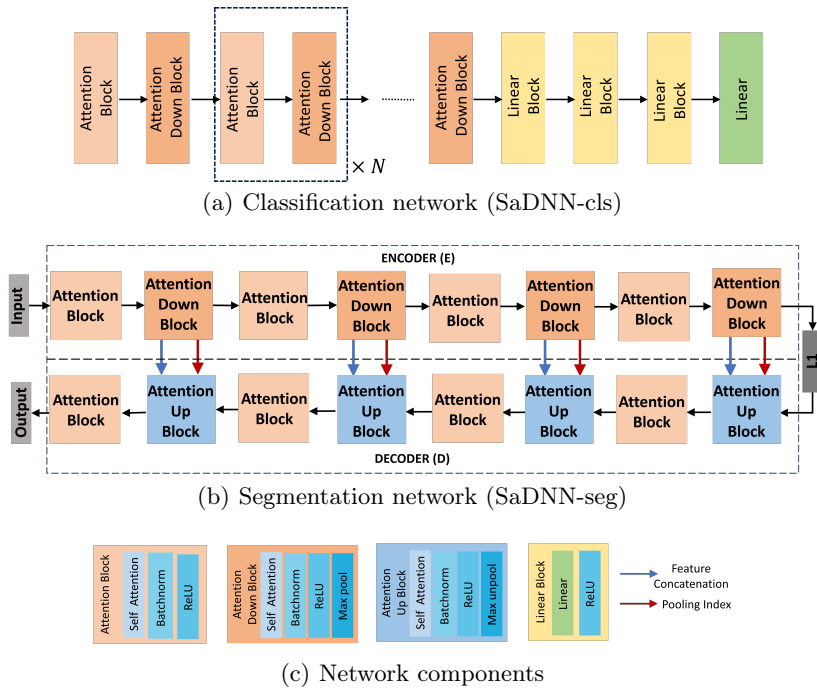 Attention
Block
Attention
Down Block
Attention
Block
Attention
Down Block
× N
Attention
Down Block
Linear
Block
Linear
Block
Linear
Block
Linear
(a) Classification network (SaDNN-cls)
ENCODER (E)
Input
Attention
Block
Attention
Down
Block
Attention
Block
Attention
Down
Block
Attention
Block
Attention
Down
Block
Attention
Block
Attention
Down
Block
L1
Output
Attention
Block
Attention
Up
Block
Attention
Block
Attention
Up
Block
Attention
Block
Attention
Up
Block
Attention
Block
Attention
Up
Block
DECODER (D)
(b) Segmentation network (SaDNN-seg)
Attention Block
Self Attention
Batchnorm
ReLU
Attention
Down Block
Self Attention
Batchnorm
ReLU
Max pool
Attention
Up Block
Self Attention
Batchnorm
ReLU
Max unpool
Linear Block
Linear
ReLU
Feature
Concatenation
Pooling Index
(c) Network components